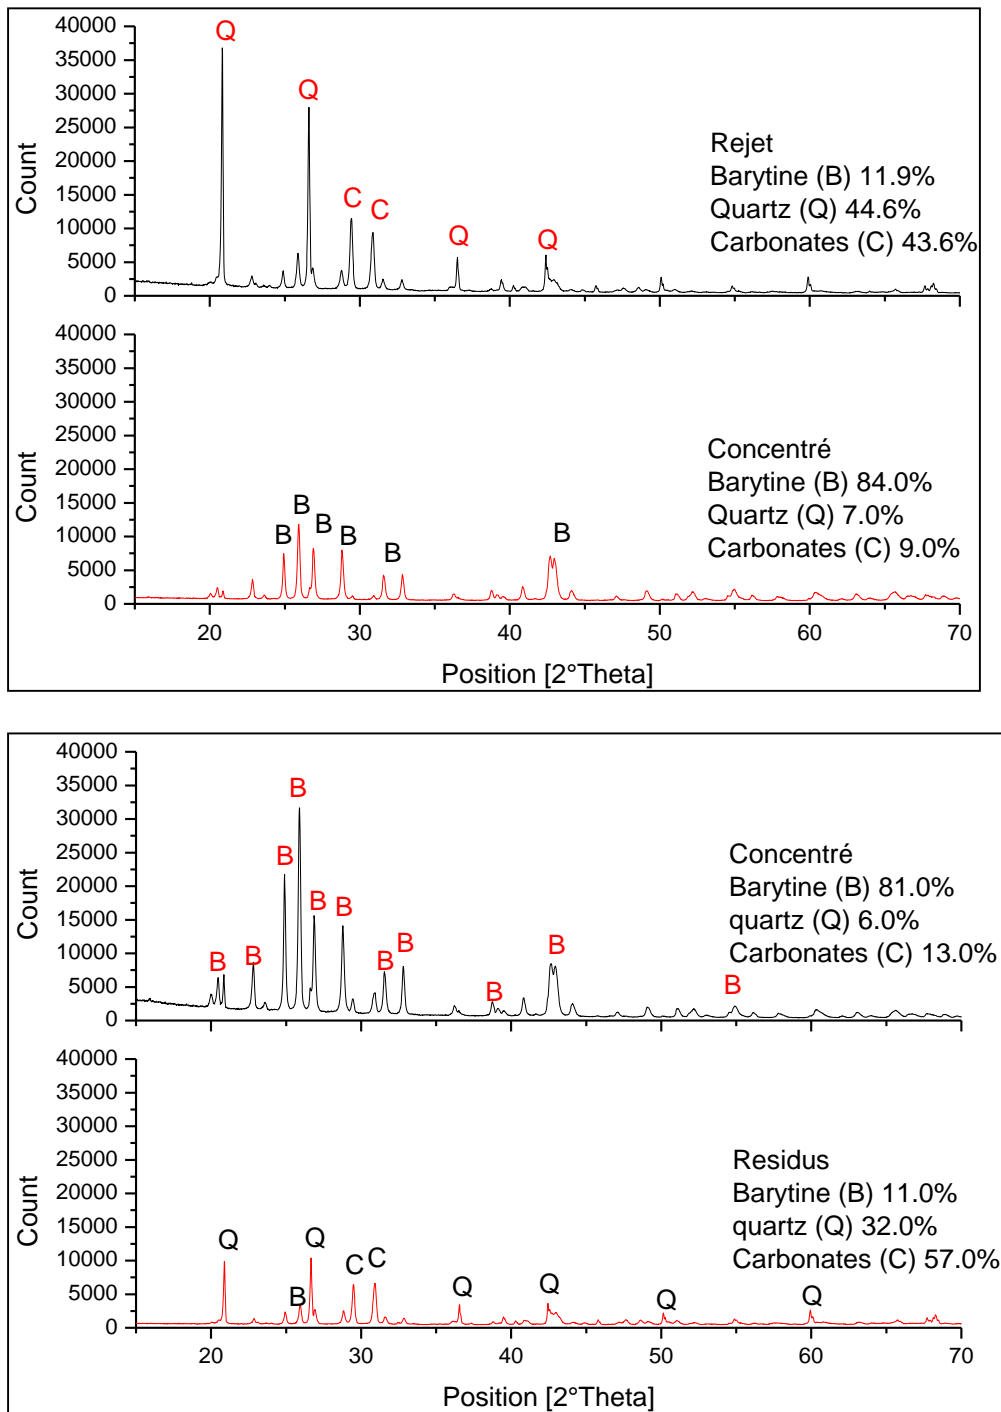 40000
35000
30000
25000
20000
15000
10000
5000
0
Count
Q
Q
C
C
Q
Q
Rejet
Barytine (B) 11.9%
Quartz (Q) 44.6%
Carbonates (C) 43.6%
40000
35000
30000
25000
20000
15000
10000
5000
0
Count
B
B
B
B
B
B
Concentré
Barytine (B) 84.0%
Quartz (Q) 7.0%
Carbonates (C) 9.0%
20 30 40 50 60 70
Position [2°Theta]
40000
35000
30000
25000
20000
15000
10000
5000
0
Count
B
B
B
B
B
B
B
B
B
B
B
Concentré
Barytine (B) 81.0%
quartz (Q) 6.0%
Carbonates (C) 13.0%
40000
35000
30000
25000
20000
15000
10000
5000
0
Count
Q
B
Q
C
C
Q
Q
Q
Q
Residus
Barytine (B) 11.0%
quartz (Q) 32.0%
Carbonates (C) 57.0%
20 30 40 50 60 70
Position [2°Theta]